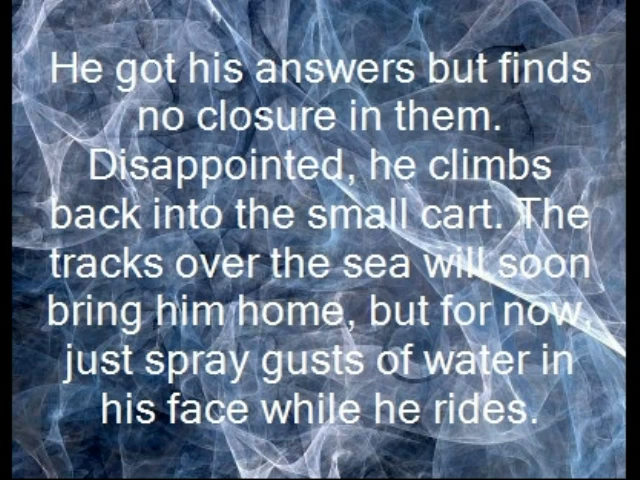 He got his answers but finds
no closure in them.
Disappointed, he climbs
back into the small cart. The
tracks over the sea will soon
bring him home, but for now,
just spray gusts of water in
his face while he rides.